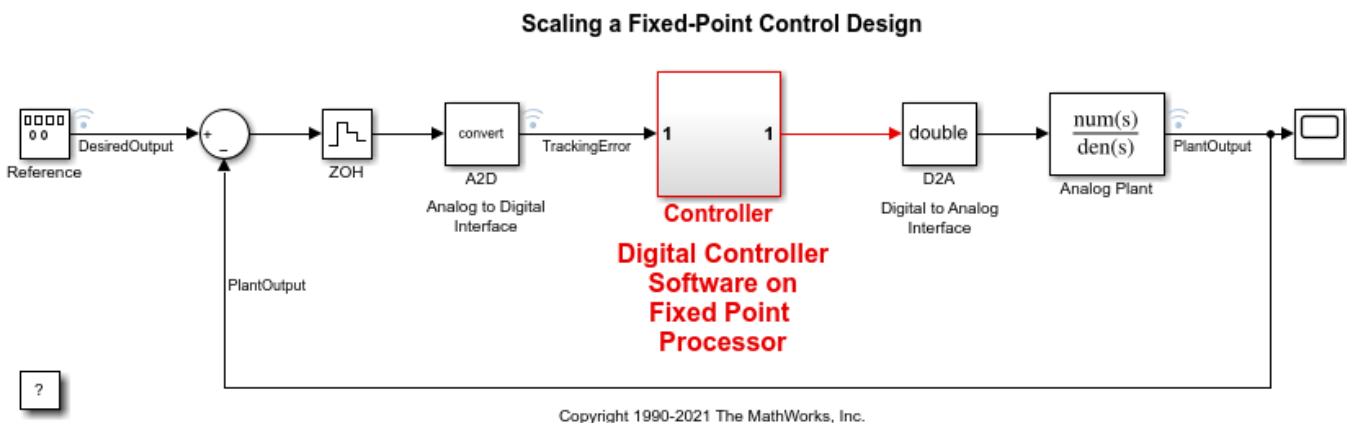 Scaling a Fixed-Point Control Design
+
−
DesiredOutput
Reference
ZOH
convert
A2D
Analog to Digital
Interface
TrackingError
1
1
Controller
Digital Controller
Software on
Fixed Point
Processor
double
D2A
Digital to Analog
Interface
num(s)
den(s)
Analog Plant
PlantOutput
PlantOutput
?
Copyright 1990-2021 The MathWorks, Inc.